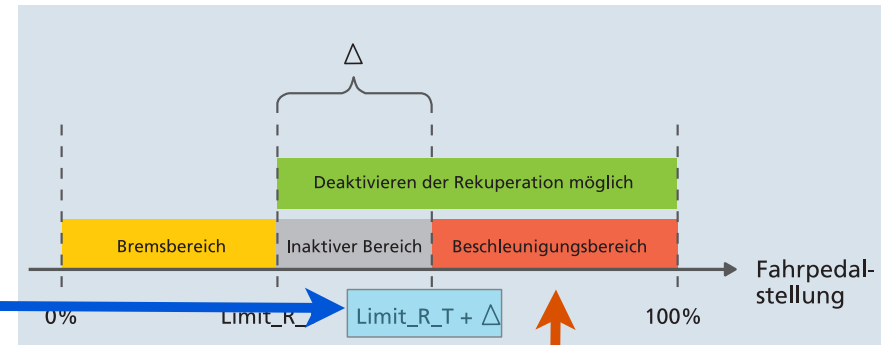 Δ
Deaktivieren der Rekuperation möglich
Bremsbereich
Inaktiver Bereich
Beschleunigungsbereich
Fahrpedal-
stellung
0%
Limit_R_
Limit_R_T + Δ
100%